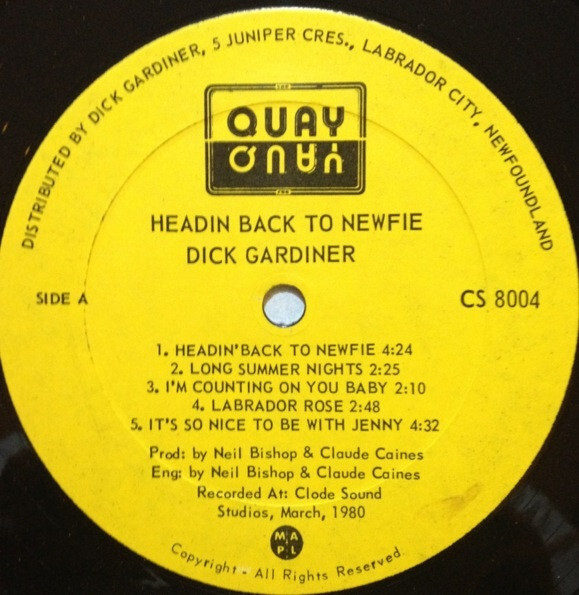 DISTRIBUTED BY DICK GARDINER, 5 JUNIPER CRES., LABRADOR CITY, NEWFOUNDLAND
QUAY
QUAY
HEADIN BACK TO NEWFIE
DICK GARDINER
SIDE A
CS 8004
1. HEADIN'BACK TO NEWFIE 4:24
2. LONG SUMMER NIGHTS 2:25
3. I'M COUNTING ON YOU BABY 2:10
4. LABRADOR ROSE 2:48
5. IT'S SO NICE TO BE WITH JENNY 4:32
Prod: by Neil Bishop & Claude Caines
Eng: by Neil Bishop & Claude Caines
Recorded At: Clode Sound
Studios, March, 1980
M A
P L
Copyright - All Rights Reserved.